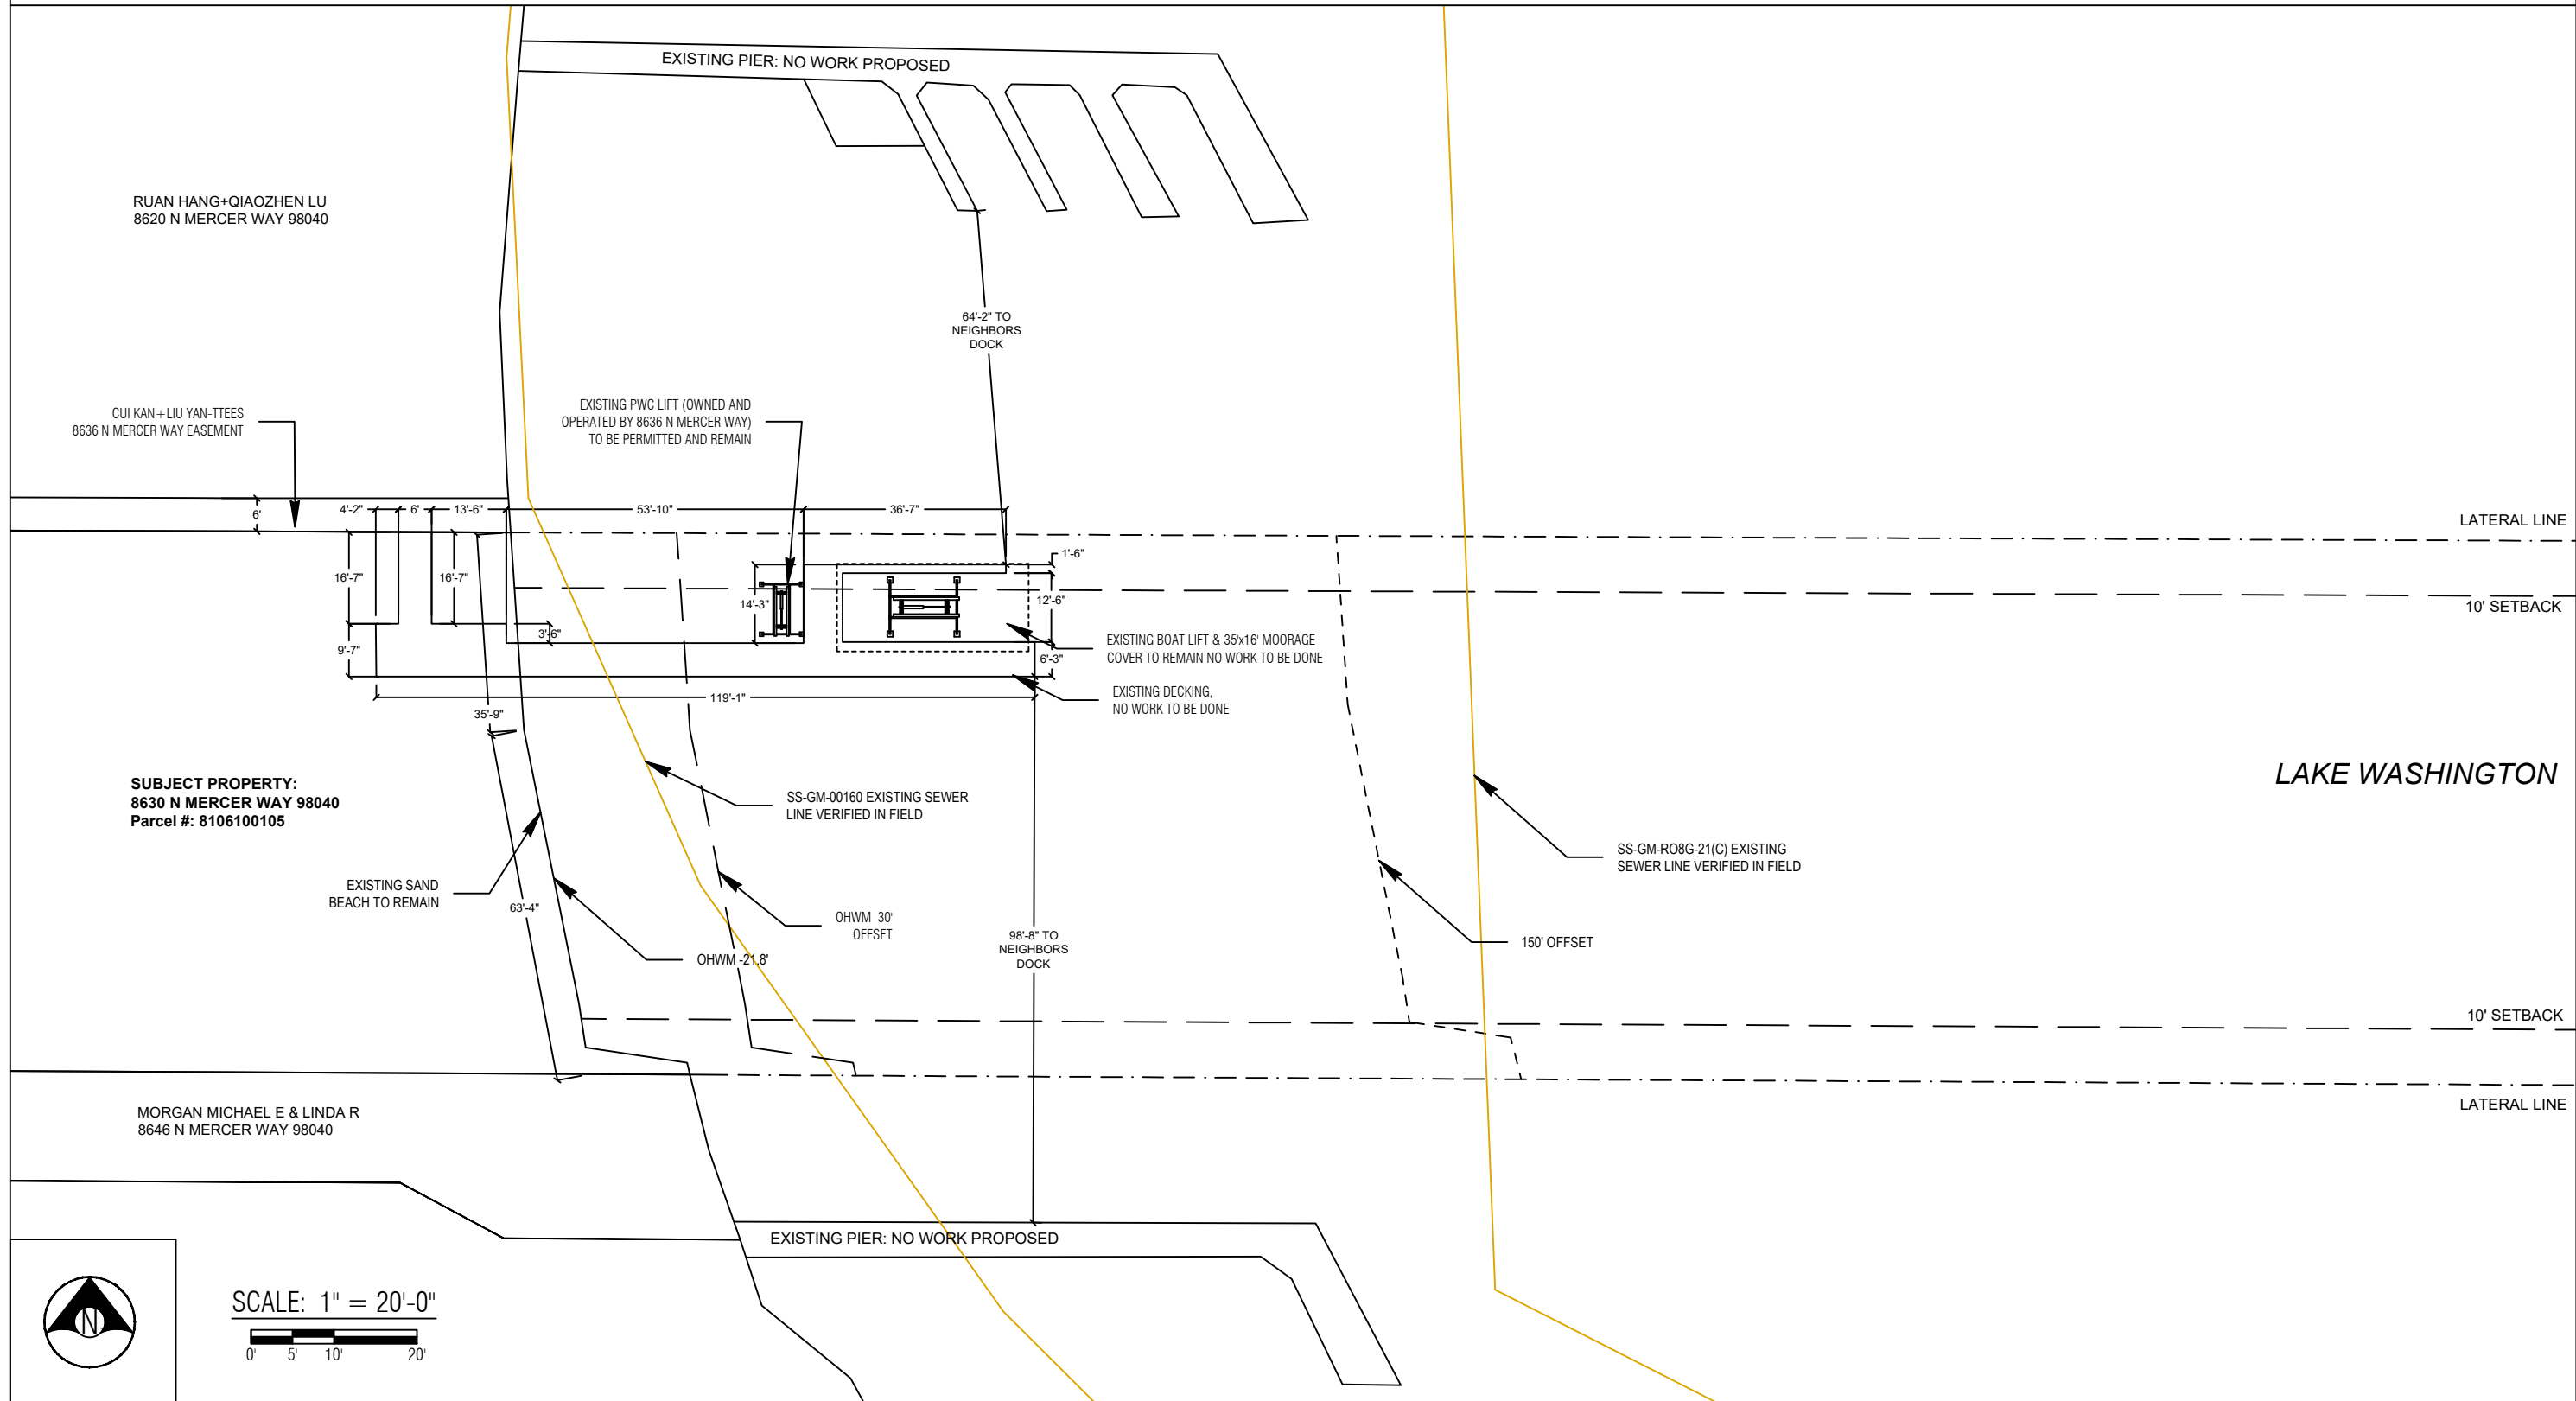 EXISTING PIER: NO WORK PROPOSED
RUAN HANG+QIAOZHEN LU
8620 N MERCER WAY 98040
64'-2" TO
NEIGHBORS
DOCK
CUI KAN+LIU YAN-TTEES
8636 N MERCER WAY EASEMENT
EXISTING PWC LIFT (OWNED AND
OPERATED BY 8636 N MERCER WAY)
TO BE PERMITTED AND REMAIN
6'
4'-2"
6'
13'-6"
53'-10"
36'-7"
LATERAL LINE
1'-6"
16'-7"
16'-7"
14'-3"
12'-6"
10' SETBACK
3'-6"
9'-7"
6'-3"
EXISTING BOAT LIFT & 35'x16' MOORAGE
COVER TO REMAIN NO WORK TO BE DONE
119'-1"
EXISTING DECKING,
NO WORK TO BE DONE
35'-9"
LAKE WASHINGTON
SUBJECT PROPERTY:
8630 N MERCER WAY 98040
Parcel #: 8106100105
SS-GM-00160 EXISTING SEWER
LINE VERIFIED IN FIELD
SS-GM-RO8G-21(C) EXISTING
SEWER LINE VERIFIED IN FIELD
EXISTING SAND
BEACH TO REMAIN
63'-4"
OHWM 30'
OFFSET
98'-8" TO
NEIGHBORS
DOCK
150' OFFSET
OHWM -21.8'
10' SETBACK
LATERAL LINE
MORGAN MICHAEL E & LINDA R
8646 N MERCER WAY 98040
EXISTING PIER: NO WORK PROPOSED
N
SCALE: 1" = 20'-0"
0' 5' 10' 20'